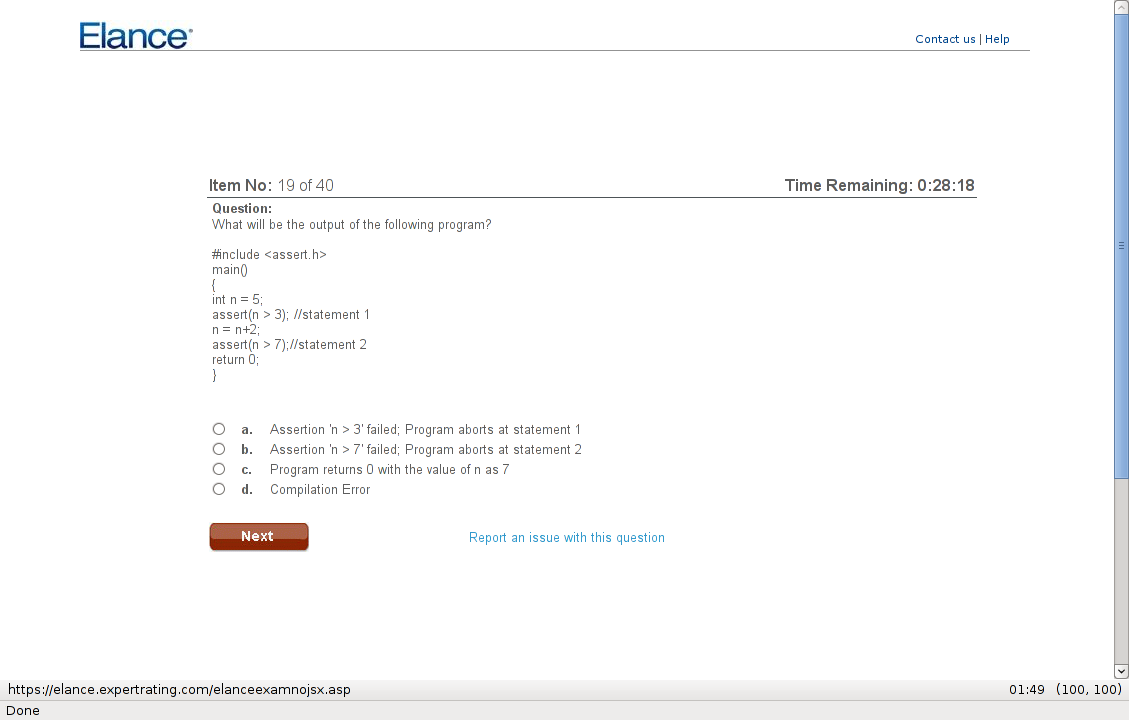 Elance
Contact us | Help
Item No: 19 of 40
Time Remaining: 0:28:18
Question:
What will be the output of the following program?
#include <assert.h>
main()
{
int n = 5;
assert(n > 3); //statement 1
n = n+2;
assert(n > 7);//statement 2
return 0;
}
a. Assertion 'n > 3' failed; Program aborts at statement 1
b. Assertion 'n > 7' failed; Program aborts at statement 2
c. Program returns 0 with the value of n as 7
d. Compilation Error
Next
Report an issue with this question
https://elance.expertrating.com/elanceexamnojsx.asp
01:49 (100, 100)
Done